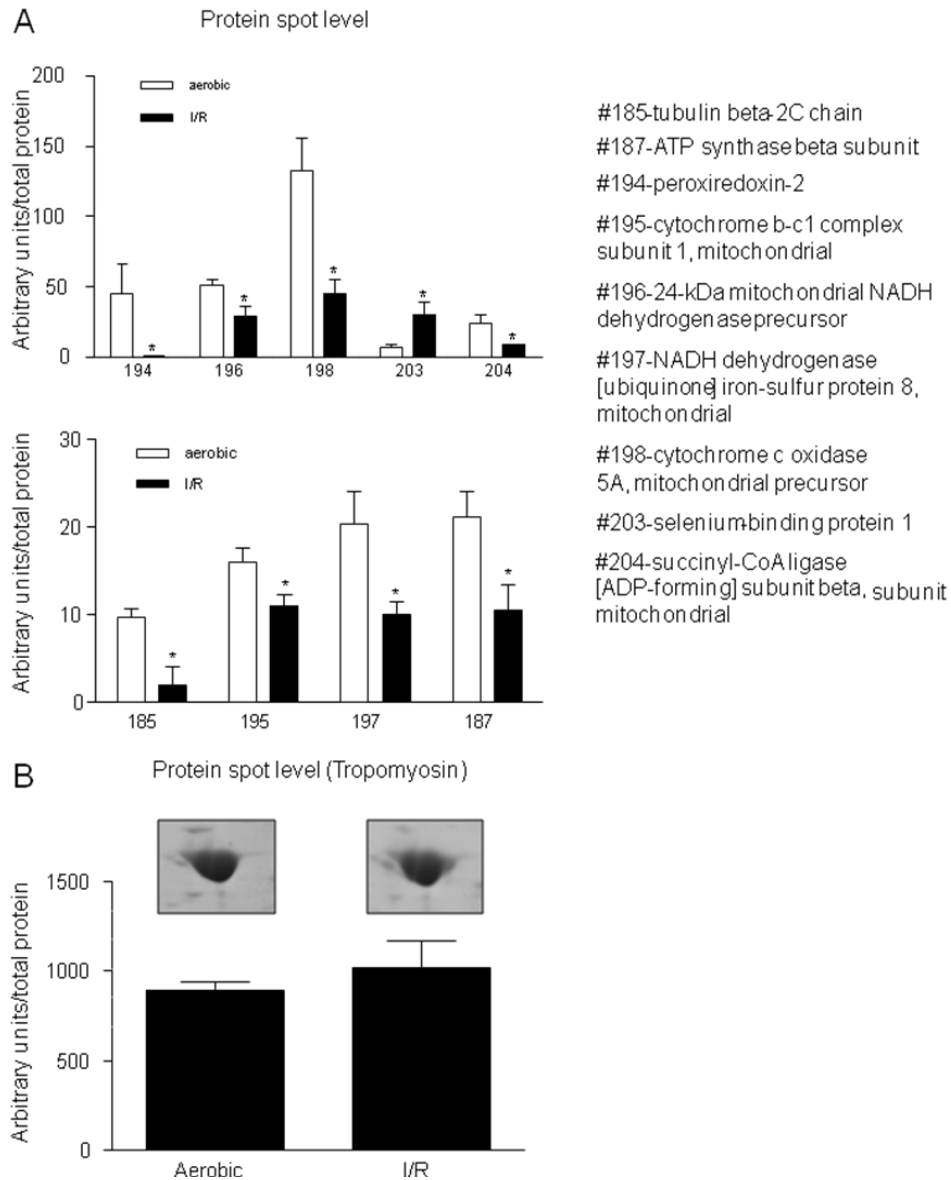 A
Protein spot level
Arbitrary units/total protein
200
150
100
50
0
aerobic
I/R
*
*
*
*
*
194
196
198
203
204
Arbitrary units/total protein
30
20
10
0
aerobic
I/R
*
*
*
*
185
195
197
187
#185-tubulin beta-2C chain
#187-ATP synthase beta subunit
#194-peroxiredoxin-2
#195-cytochrome b-c1 complex
subunit 1, mitochondrial
#196-24-kDa mitochondrial NADH
dehydrogenase precursor
#197-NADH dehydrogenase
[ubiquinone] iron-sulfur protein 8,
mitochondrial
#198-cytochrome c oxidase
5A, mitochondrial precursor
#203-selenium-binding protein 1
#204-succinyl-CoA ligase
[ADP-forming] subunit beta, subunit
mitochondrial
B
Protein spot level (Tropomyosin)
Arbitrary units/total protein
1500
1000
500
0
Aerobic
I/R